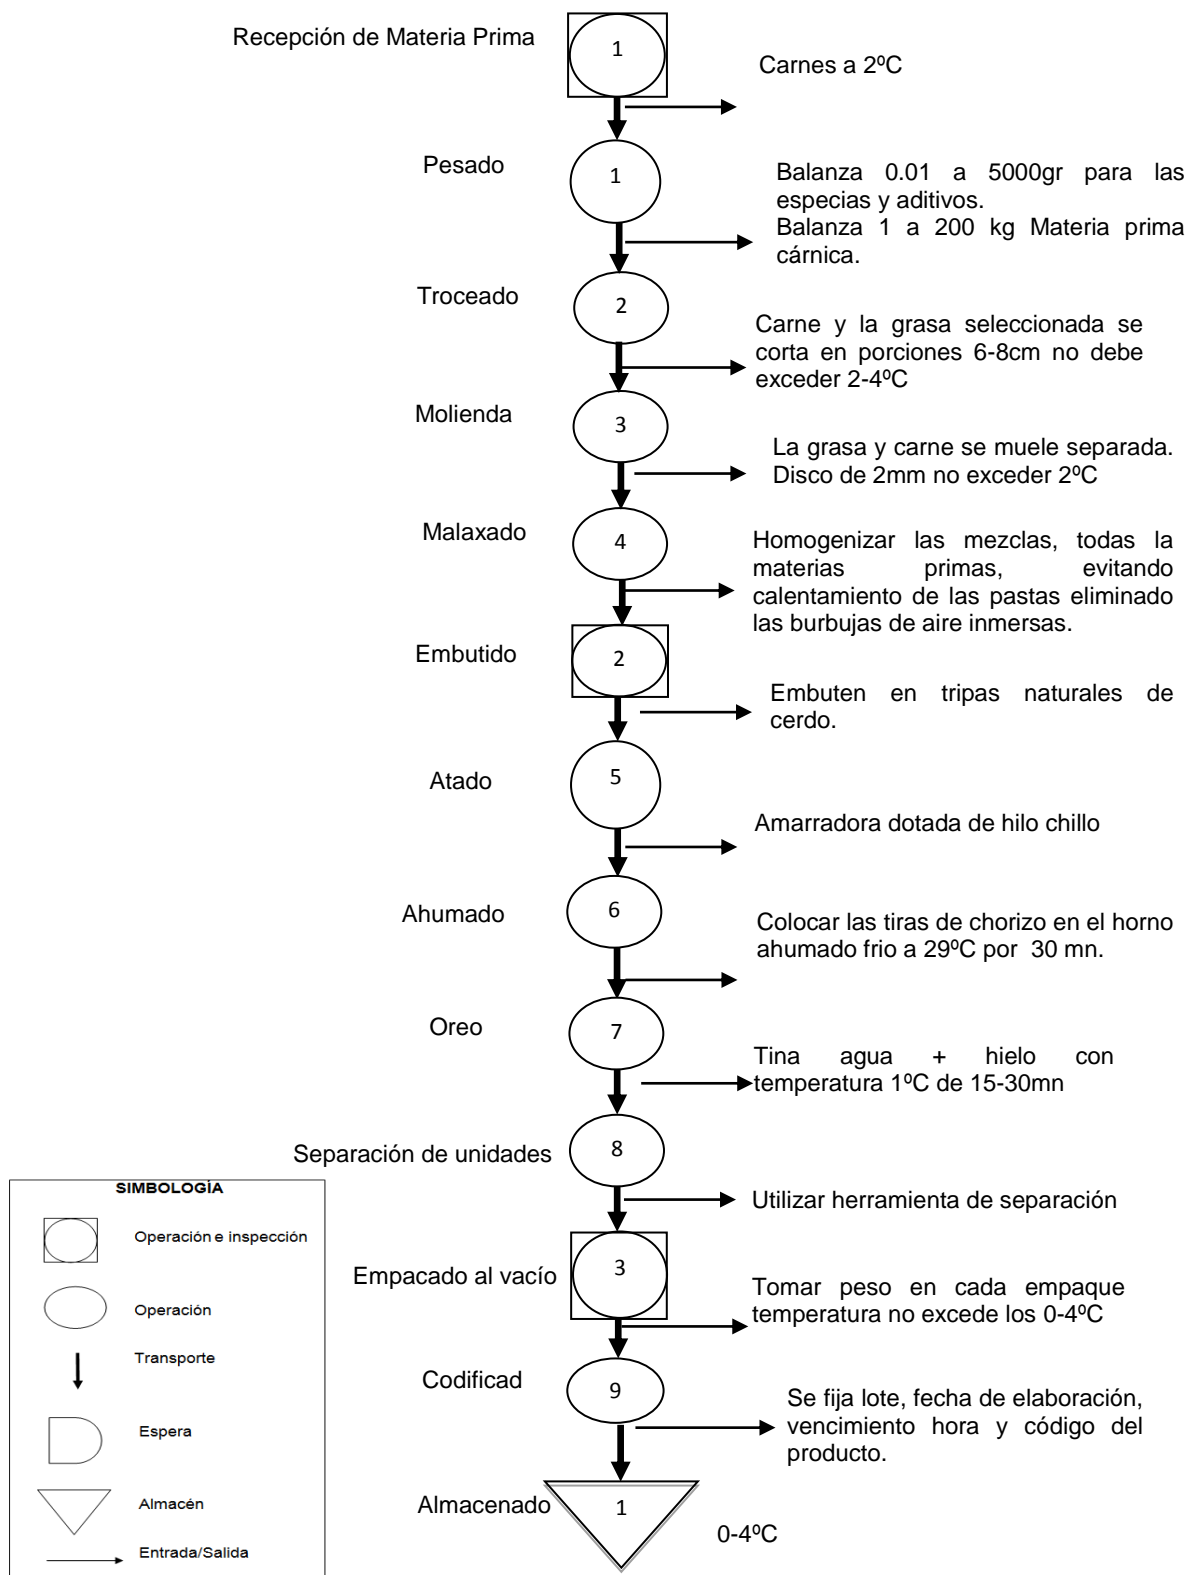 Recepción de Materia Prima
1
Carnes a 2ºC
Pesado
1
Balanza 0.01 a 5000gr para las
especias y aditivos.
Balanza 1 a 200 kg Materia prima
cárnica.
Troceado
2
Carne y la grasa seleccionada se
corta en porciones 6-8cm no debe
exceder 2-4ºC
Molienda
3
La grasa y carne se muele separada.
Disco de 2mm no exceder 2ºC
Malaxado
4
Homogenizar las mezclas, todas la
materias primas, evitando
calentamiento de las pastas eliminado
las burbujas de aire inmersas.
Embutido
2
Embuten en tripas naturales de
cerdo.
Atado
5
Amarradora dotada de hilo chillo
Ahumado
6
Colocar las tiras de chorizo en el horno
ahumado frio a 29ºC por 30 mn.
Oreo
7
Tina agua + hielo con
temperatura 1ºC de 15-30mn
Separación de unidades
8
Utilizar herramienta de separación
Empacado al vacío
3
Tomar peso en cada empaque
temperatura no excede los 0-4ºC
Codificad
9
Se fija lote, fecha de elaboración,
vencimiento hora y código del
producto.
Almacenado
1
0-4ºC
SIMBOLOGÍA
Operación e inspección
Operación
Transporte
Espera
Almacén
Entrada/Salida